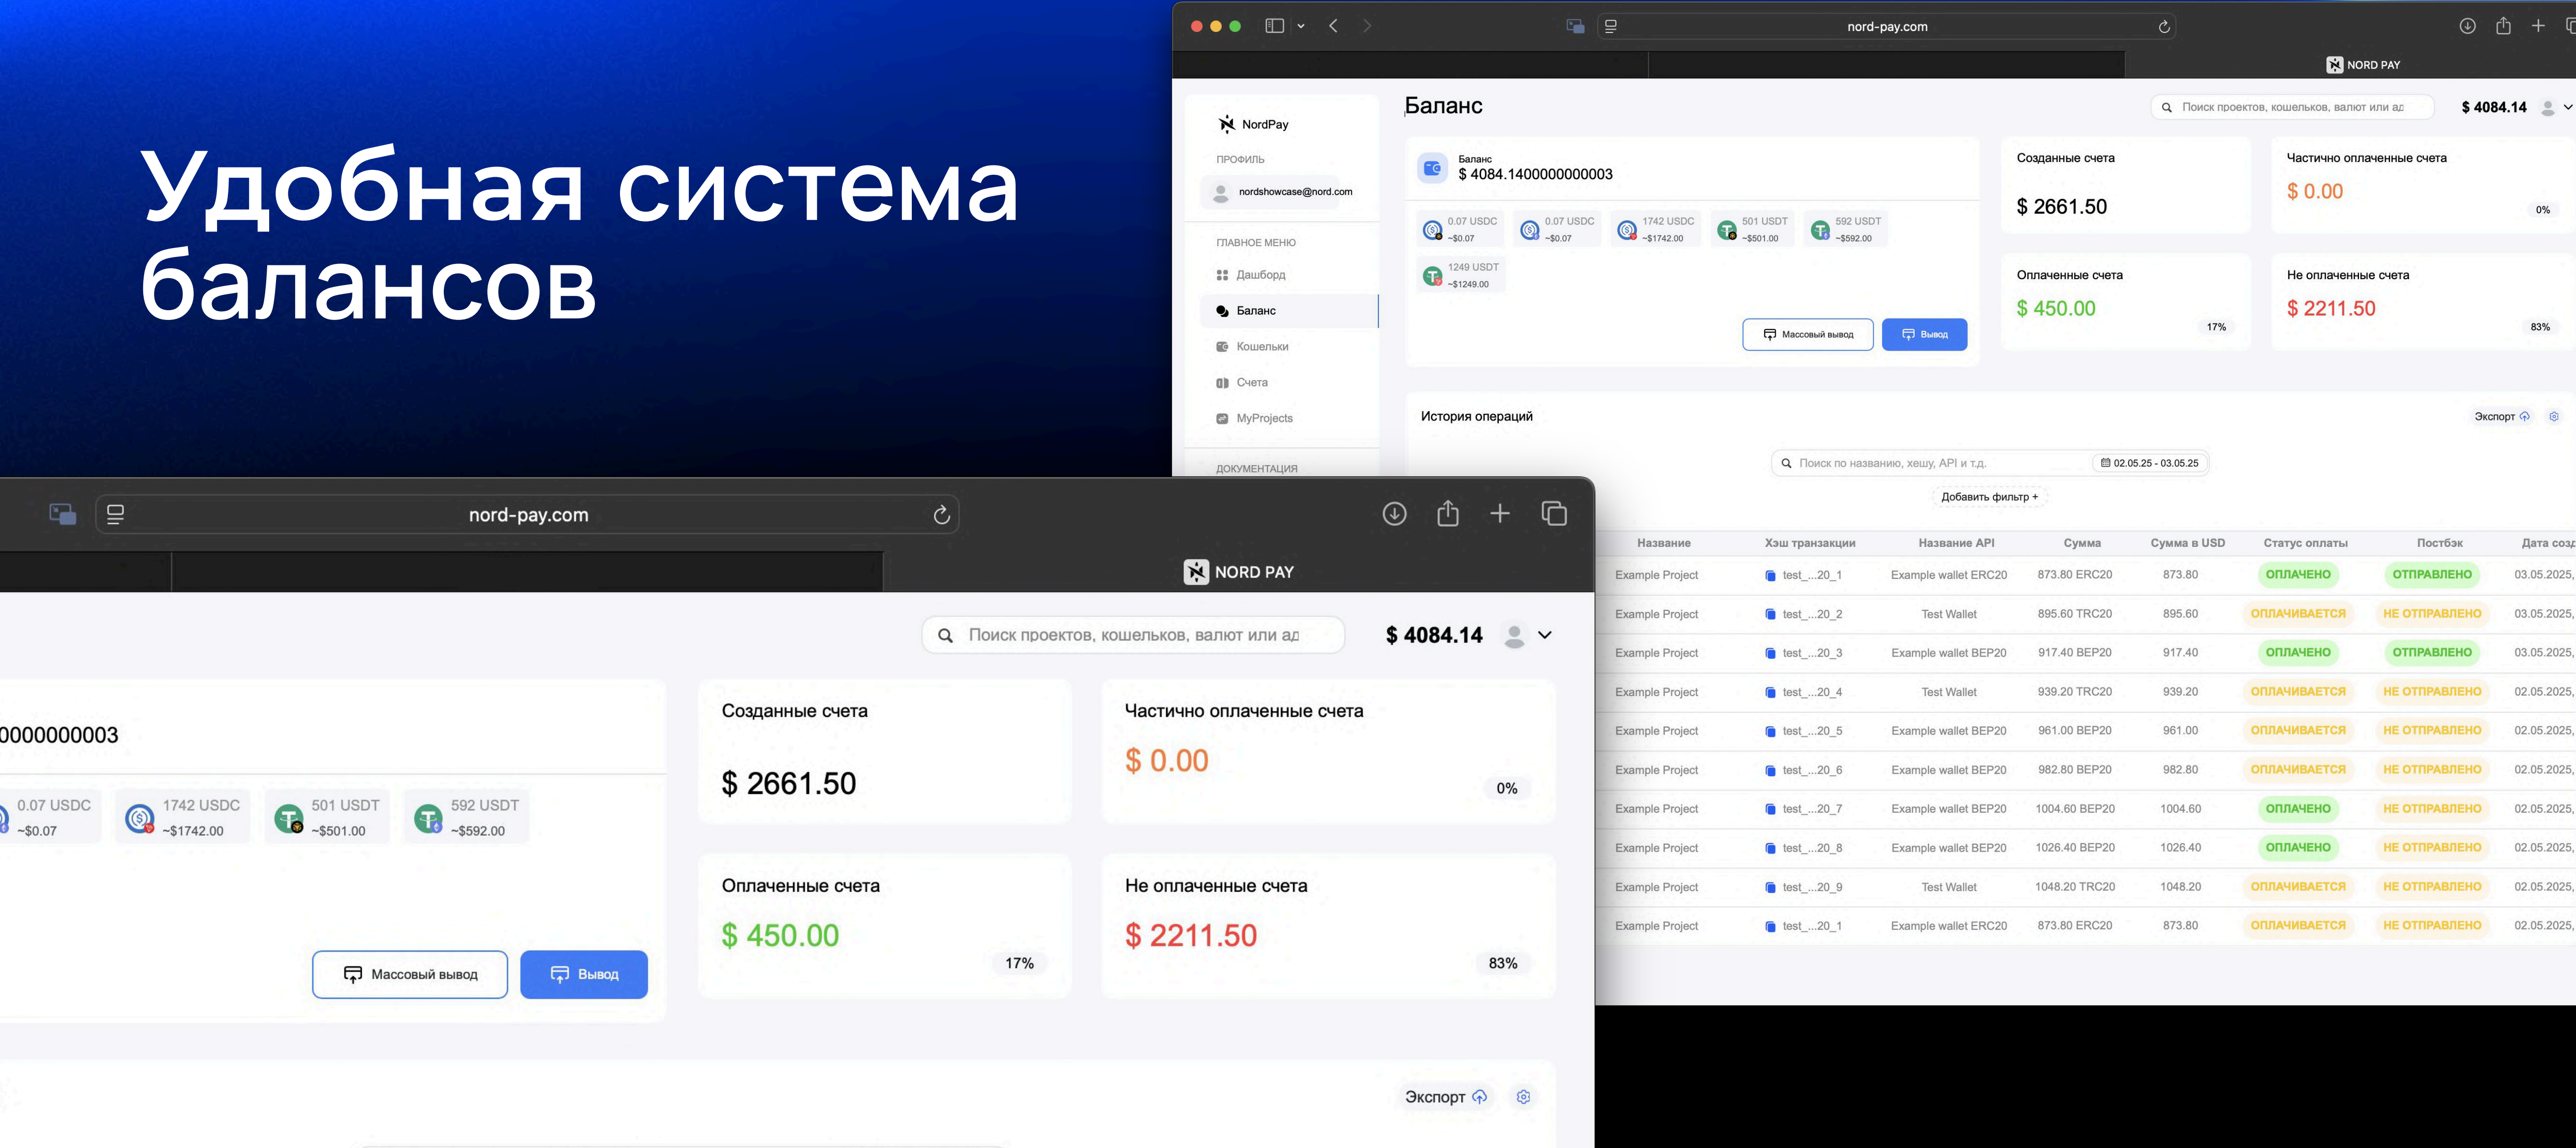 Удобная система
балансов
nord-pay.com
NORD PAY
NordPay
ПРОФИЛЬ
nordshowcase@nord.com
ГЛАВНОЕ МЕНЮ
Дашборд
Баланс
Кошельки
Счета
MyProjects
ДОКУМЕНТАЦИЯ
Баланс
Поиск проектов, кошельков, валют или ад
$ 4084.14
Баланс
$ 4084.1400000000003
0.07 USDC
~$0.07
0.07 USDC
~$0.07
1742 USDC
~$1742.00
501 USDT
~$501.00
592 USDT
~$592.00
1249 USDT
~$1249.00
Массовый вывод
Вывод
Созданные счета
$ 2661.50
Частично оплаченные счета
$ 0.00
0%
Оплаченные счета
$ 450.00
17%
Не оплаченные счета
$ 2211.50
83%
История операций
Экспорт
Поиск по названию, хешу, API и т.д.
02.05.25 - 03.05.25
Добавить фильтр +
Название Хэш транзакции Название API Сумма Сумма в USD Статус оплаты Постбэк Дата созд
Example Project test_...20_1 Example wallet ERC20 873.80 ERC20 873.80 ОПЛАЧЕНО ОТПРАВЛЕНО 03.05.2025,
Example Project test_...20_2 Test Wallet 895.60 TRC20 895.60 ОПЛАЧИВАЕТСЯ НЕ ОТПРАВЛЕНО 03.05.2025,
Example Project test_...20_3 Example wallet BEP20 917.40 BEP20 917.40 ОПЛАЧЕНО ОТПРАВЛЕНО 03.05.2025,
Example Project test_...20_4 Test Wallet 939.20 TRC20 939.20 ОПЛАЧИВАЕТСЯ НЕ ОТПРАВЛЕНО 02.05.2025,
Example Project test_...20_5 Example wallet BEP20 961.00 BEP20 961.00 ОПЛАЧИВАЕТСЯ НЕ ОТПРАВЛЕНО 02.05.2025,
Example Project test_...20_6 Example wallet BEP20 982.80 BEP20 982.80 ОПЛАЧИВАЕТСЯ НЕ ОТПРАВЛЕНО 02.05.2025,
Example Project test_...20_7 Example wallet BEP20 1004.60 BEP20 1004.60 ОПЛАЧЕНО НЕ ОТПРАВЛЕНО 02.05.2025,
Example Project test_...20_8 Example wallet BEP20 1026.40 BEP20 1026.40 ОПЛАЧЕНО НЕ ОТПРАВЛЕНО 02.05.2025,
Example Project test_...20_9 Test Wallet 1048.20 TRC20 1048.20 ОПЛАЧИВАЕТСЯ НЕ ОТПРАВЛЕНО 02.05.2025,
Example Project test_...20_1 Example wallet ERC20 873.80 ERC20 873.80 ОПЛАЧИВАЕТСЯ НЕ ОТПРАВЛЕНО 02.05.2025,
nord-pay.com
NORD PAY
Поиск проектов, кошельков, валют или ад
$ 4084.14
0000000003
0.07 USDC
~$0.07
1742 USDC
~$1742.00
501 USDT
~$501.00
592 USDT
~$592.00
Массовый вывод
Вывод
Созданные счета
$ 2661.50
Частично оплаченные счета
$ 0.00
0%
Оплаченные счета
$ 450.00
17%
Не оплаченные счета
$ 2211.50
83%
Экспорт